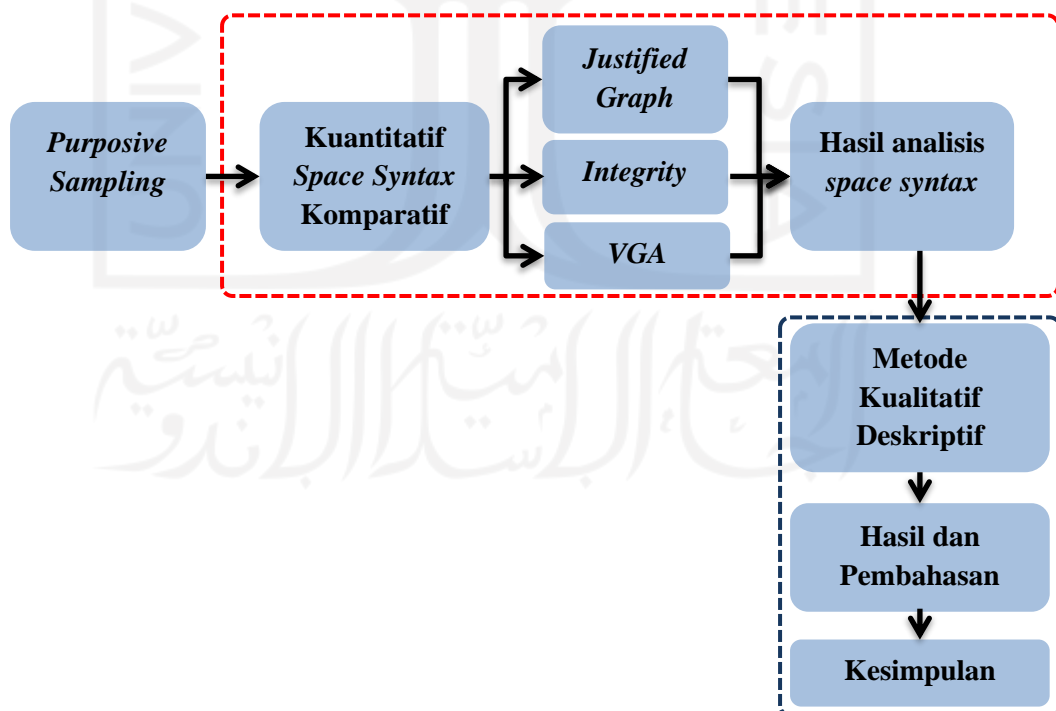 Purposive
Sampling
Kuantitatif
Space Syntax
Komparatif
Justified
Graph
Integrity
VGA
Hasil analisis
space syntax
Metode
Kualitatif
Deskriptif
Hasil dan
Pembahasan
Kesimpulan